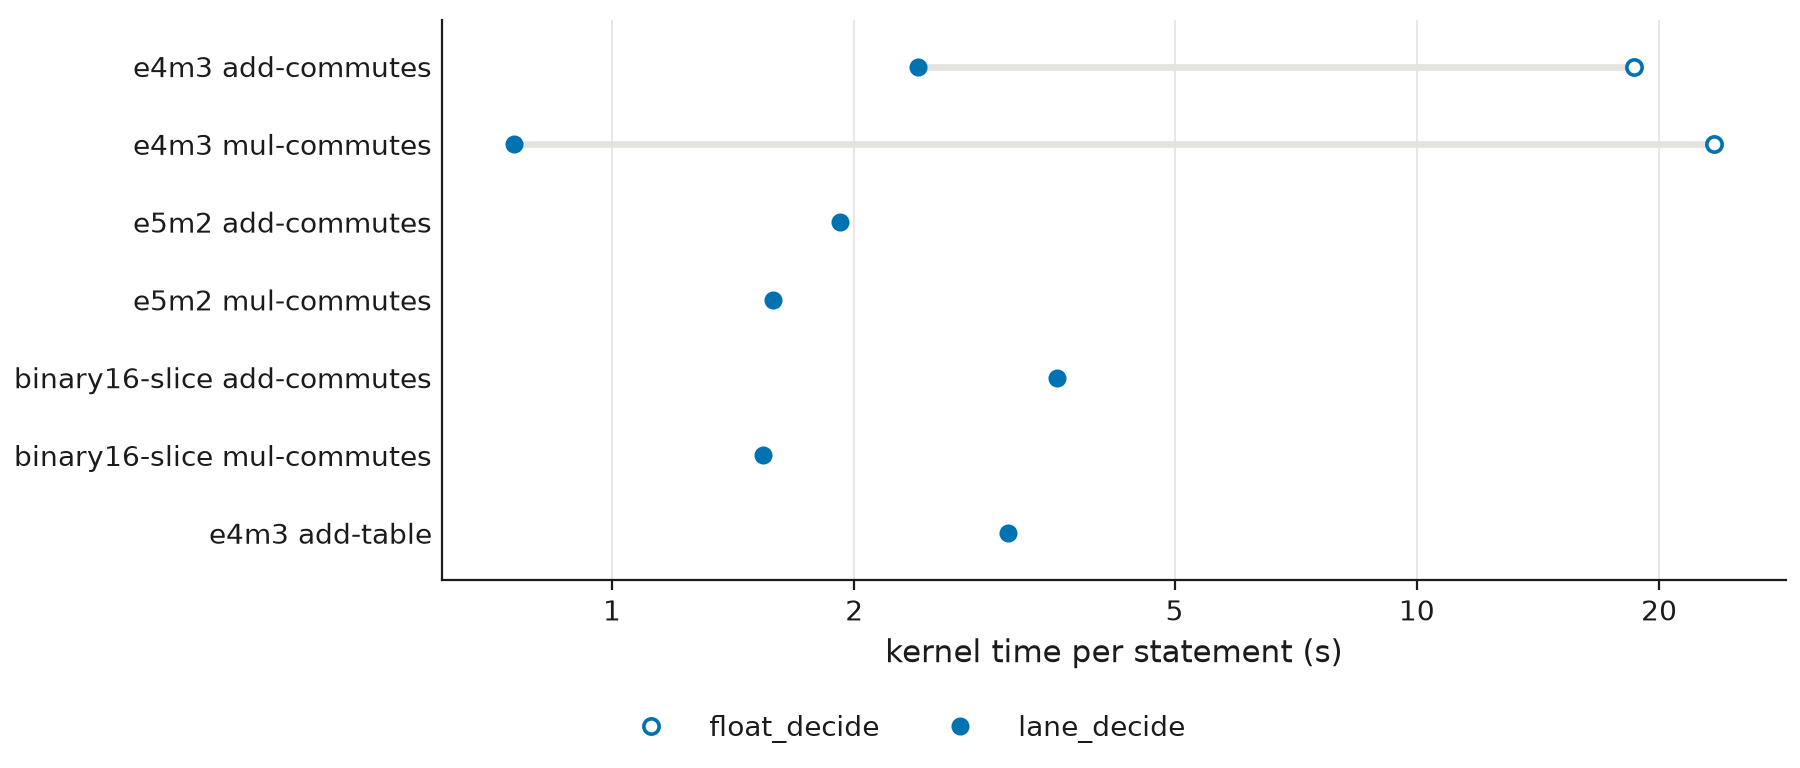 e4m3 add-commutes
e4m3 mul-commutes
e5m2 add-commutes
e5m2 mul-commutes
binary16-slice add-commutes
binary16-slice mul-commutes
e4m3 add-table
1 2 5 10 20
kernel time per statement (s)
float_decide lane_decide